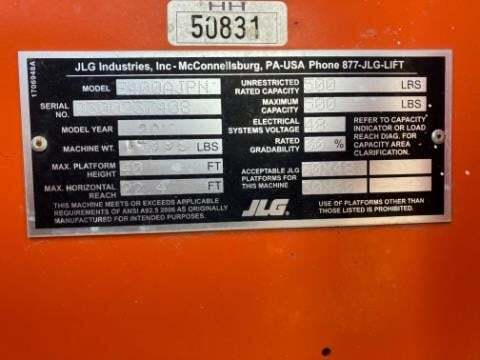 HH
50831
1706948A
JLG Industries, Inc - McConnellsburg, PA-USA Phone 877-JLG-LIFT
MODEL
UNRESTRICTED RATED CAPACITY 500 LBS
SERIAL NO.
MAXIMUM CAPACITY 500 LBS
MODEL YEAR
ELECTRICAL SYSTEMS VOLTAGE 48
REFER TO CAPACITY
INDICATOR OR LOAD
REACH DIAG. FOR
CAPACITY AREA
CLARIFICATION.
MACHINE WT. LBS
RATED GRADABILITY %
MAX. PLATFORM HEIGHT FT
ACCEPTABLE JLG
PLATFORMS FOR
THIS MACHINE
MAX. HORIZONTAL REACH FT
THIS MACHINE MEETS OR EXCEEDS APPLICABLE
REQUIREMENTS OF ANSI A92.5 2006 AS ORIGINALLY
MANUFACTURED FOR INTENDED PURPOSES.
JLG
USE OF PLATFORMS OTHER THAN
THOSE LISTED IS PROHIBITED.